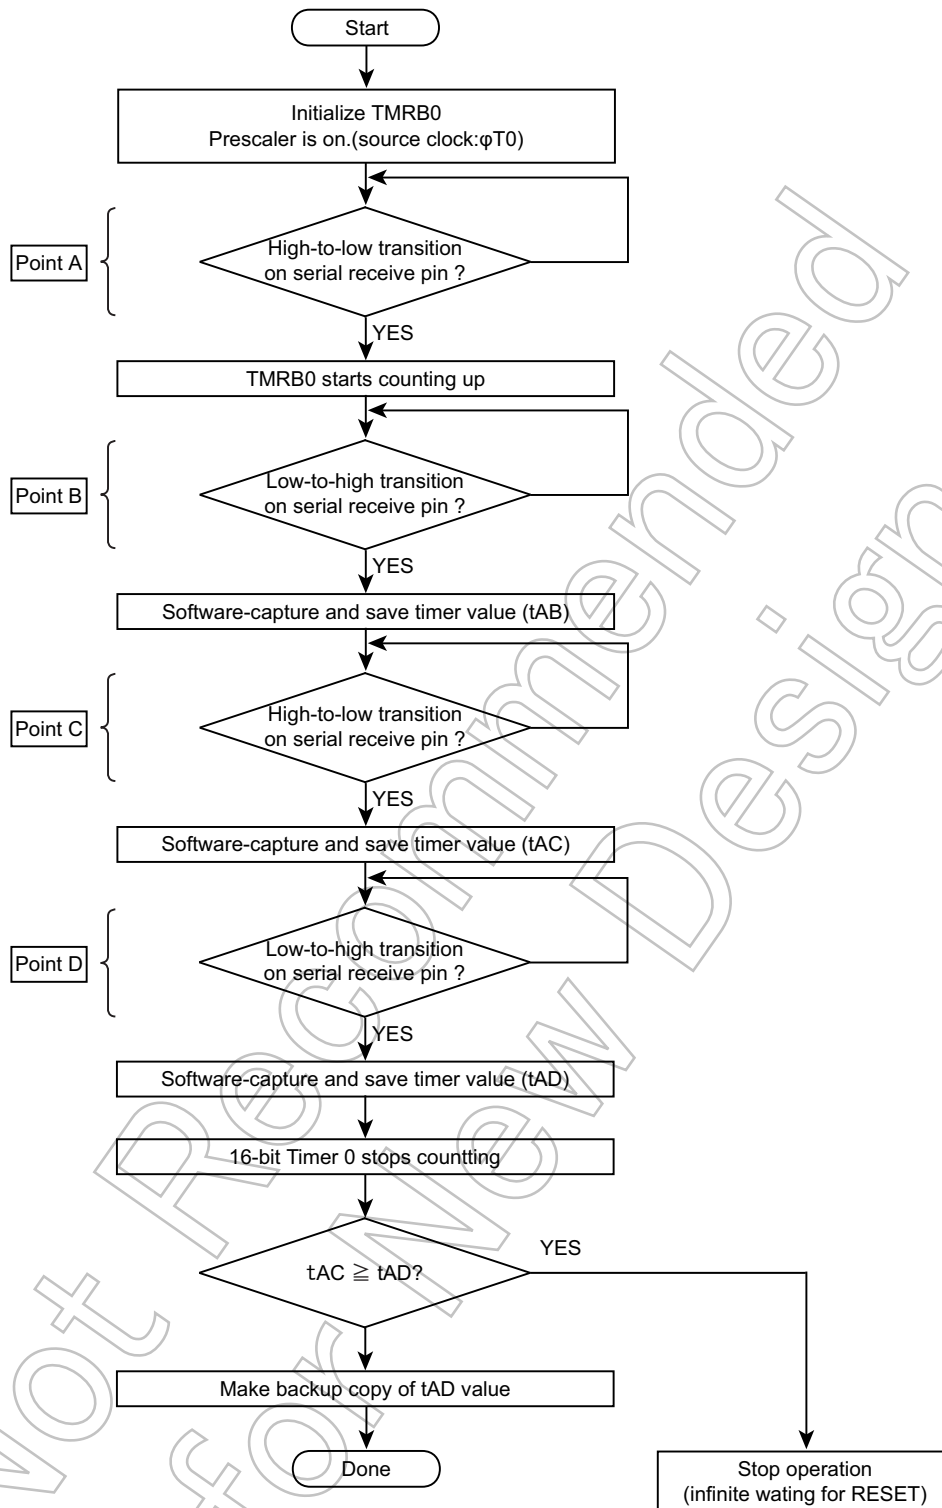 Start
Initialize TMRB0
Prescaler is on.(source clock:φT0)
Point A
High-to-low transition
on serial receive pin ?
YES
TMRB0 starts counting up
Point B
Low-to-high transition
on serial receive pin ?
YES
Software-capture and save timer value (tAB)
Point C
High-to-low transition
on serial receive pin ?
YES
Software-capture and save timer value (tAC)
Point D
Low-to-high transition
on serial receive pin ?
YES
Software-capture and save timer value (tAD)
16-bit Timer 0 stops countting
YES
tAC ≧ tAD?
Make backup copy of tAD value
Done
Stop operation
(infinite wating for RESET)
Not Recommended
for New Design